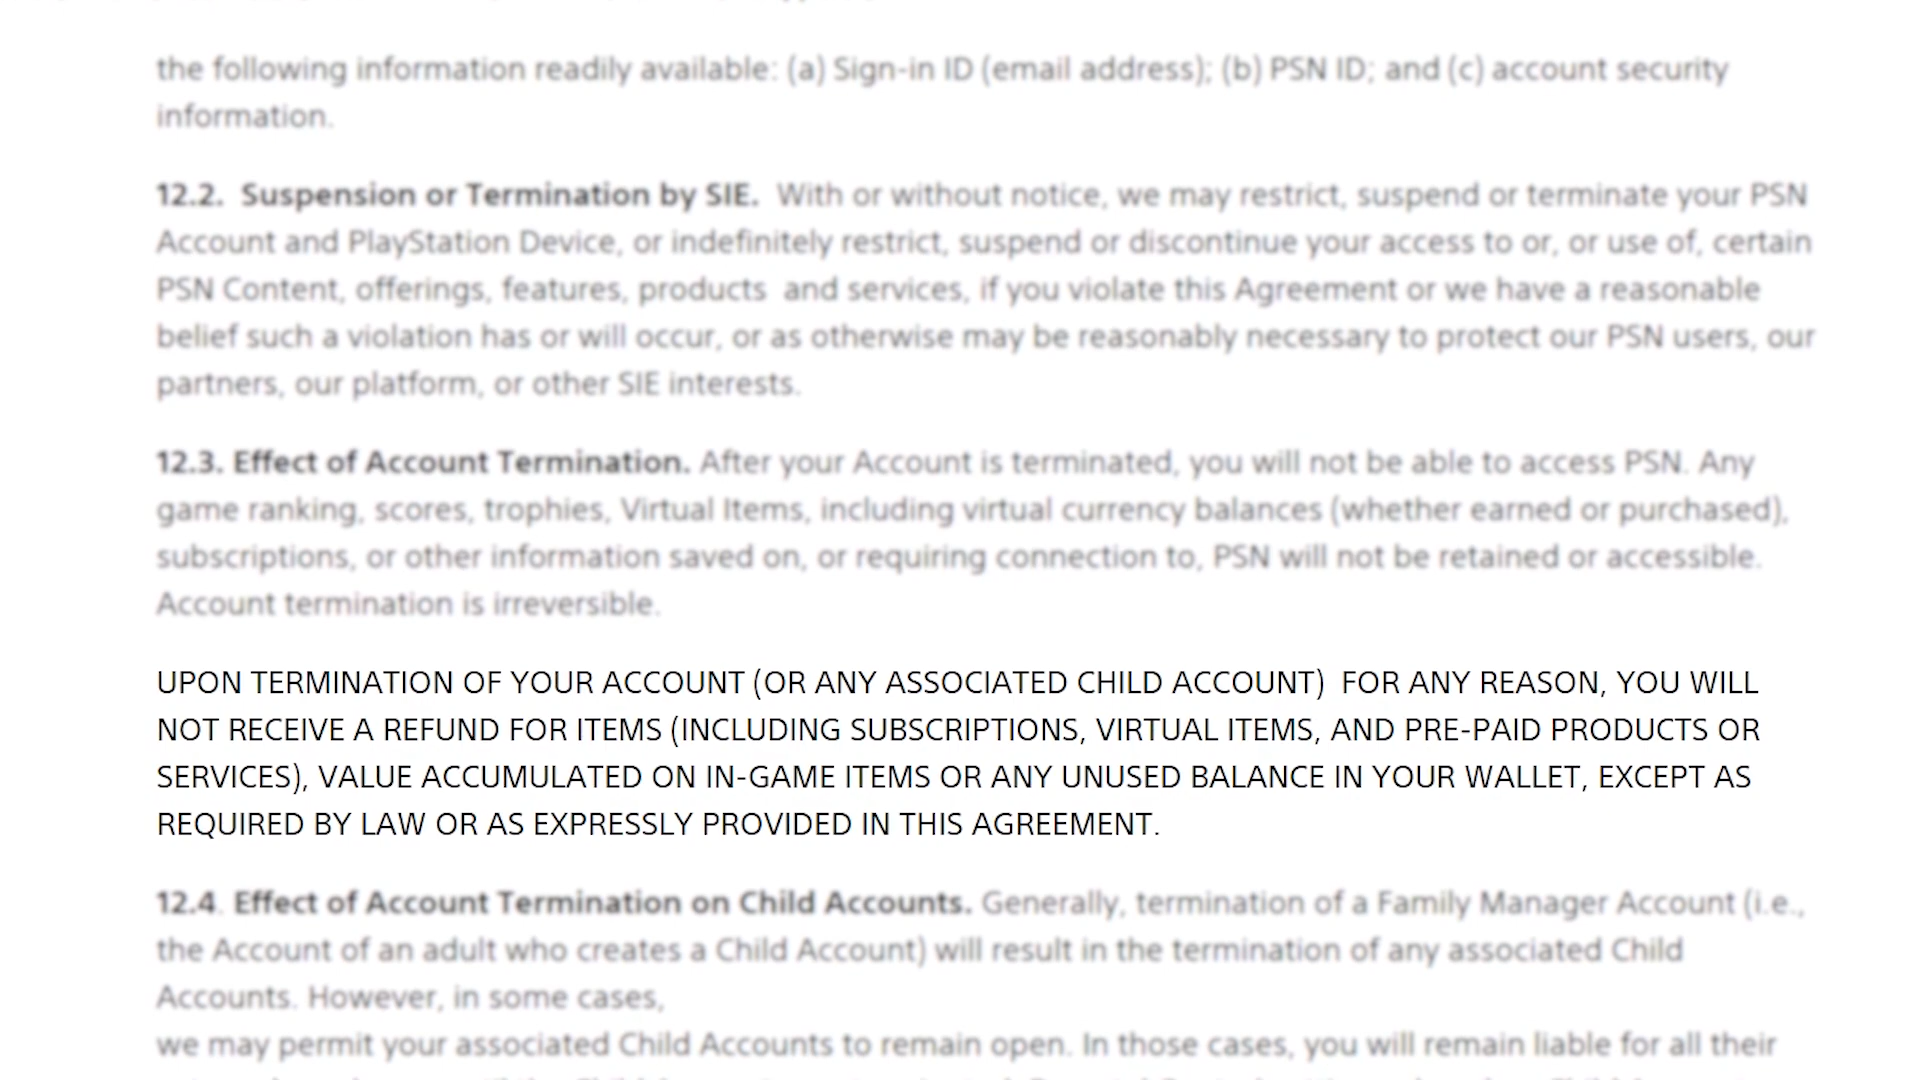 the following information readily available: (a) Sign-in ID (email address); (b) PSN ID; and (c) account security
information.
12.2. Suspension or Termination by SIE. With or without notice, we may restrict, suspend or terminate your PSN
Account and PlayStation Device, or indefinitely restrict, suspend or discontinue your access to or, or use of, certain
PSN Content, offerings, features, products and services, if you violate this Agreement or we have a reasonable
belief such a violation has or will occur, or as otherwise may be reasonably necessary to protect our PSN users, our
partners, our platform, or other SIE interests.
12.3. Effect of Account Termination. After your Account is terminated, you will not be able to access PSN. Any
game ranking, scores, trophies, Virtual Items, including virtual currency balances (whether earned or purchased),
subscriptions, or other information saved on, or requiring connection to, PSN will not be retained or accessible.
Account termination is irreversible.
UPON TERMINATION OF YOUR ACCOUNT (OR ANY ASSOCIATED CHILD ACCOUNT) FOR ANY REASON, YOU WILL
NOT RECEIVE A REFUND FOR ITEMS (INCLUDING SUBSCRIPTIONS, VIRTUAL ITEMS, AND PRE-PAID PRODUCTS OR
SERVICES), VALUE ACCUMULATED ON IN-GAME ITEMS OR ANY UNUSED BALANCE IN YOUR WALLET, EXCEPT AS
REQUIRED BY LAW OR AS EXPRESSLY PROVIDED IN THIS AGREEMENT.
12.4. Effect of Account Termination on Child Accounts. Generally, termination of a Family Manager Account (i.e.,
the Account of an adult who creates a Child Account) will result in the termination of any associated Child
Accounts. However, in some cases,
we may permit your associated Child Accounts to remain open. In those cases, you will remain liable for all their